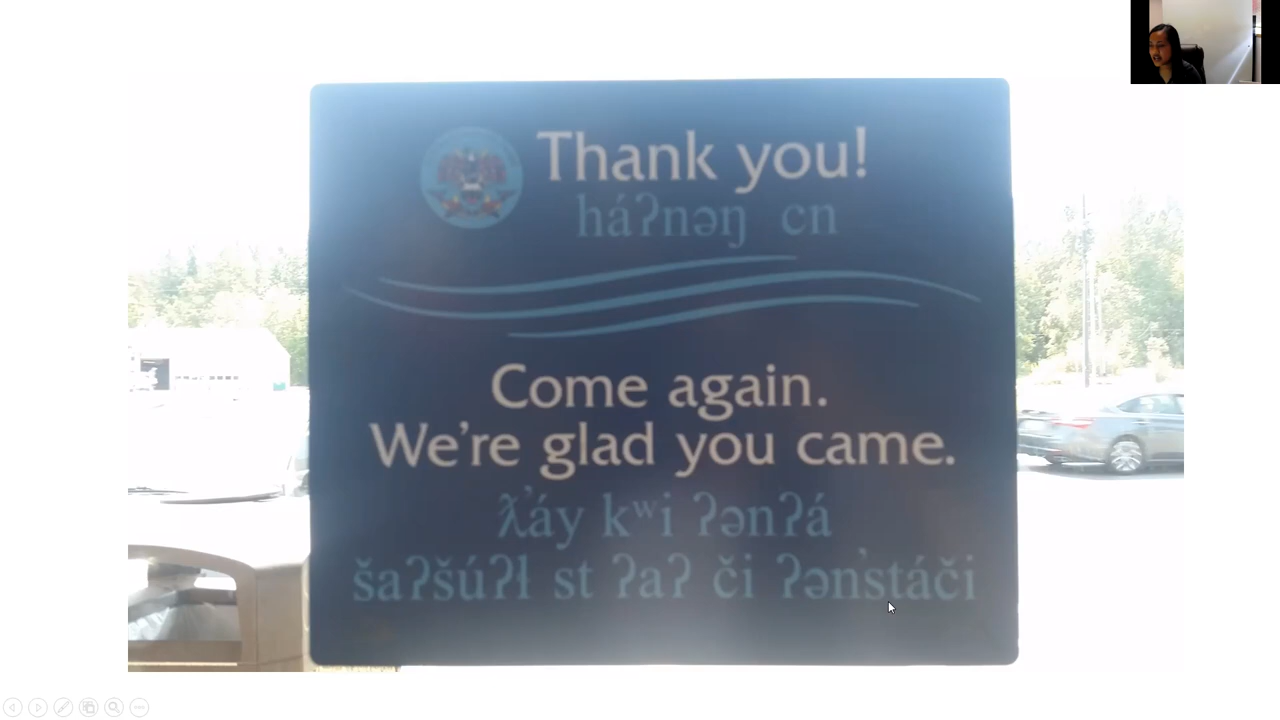 Thank you!
háʔnəŋ cn
Come again.
We're glad you came.
ƛ̕áy kʷi ʔənʔá
šaʔšúʔɬ st ʔaʔ či ʔən̕stáči